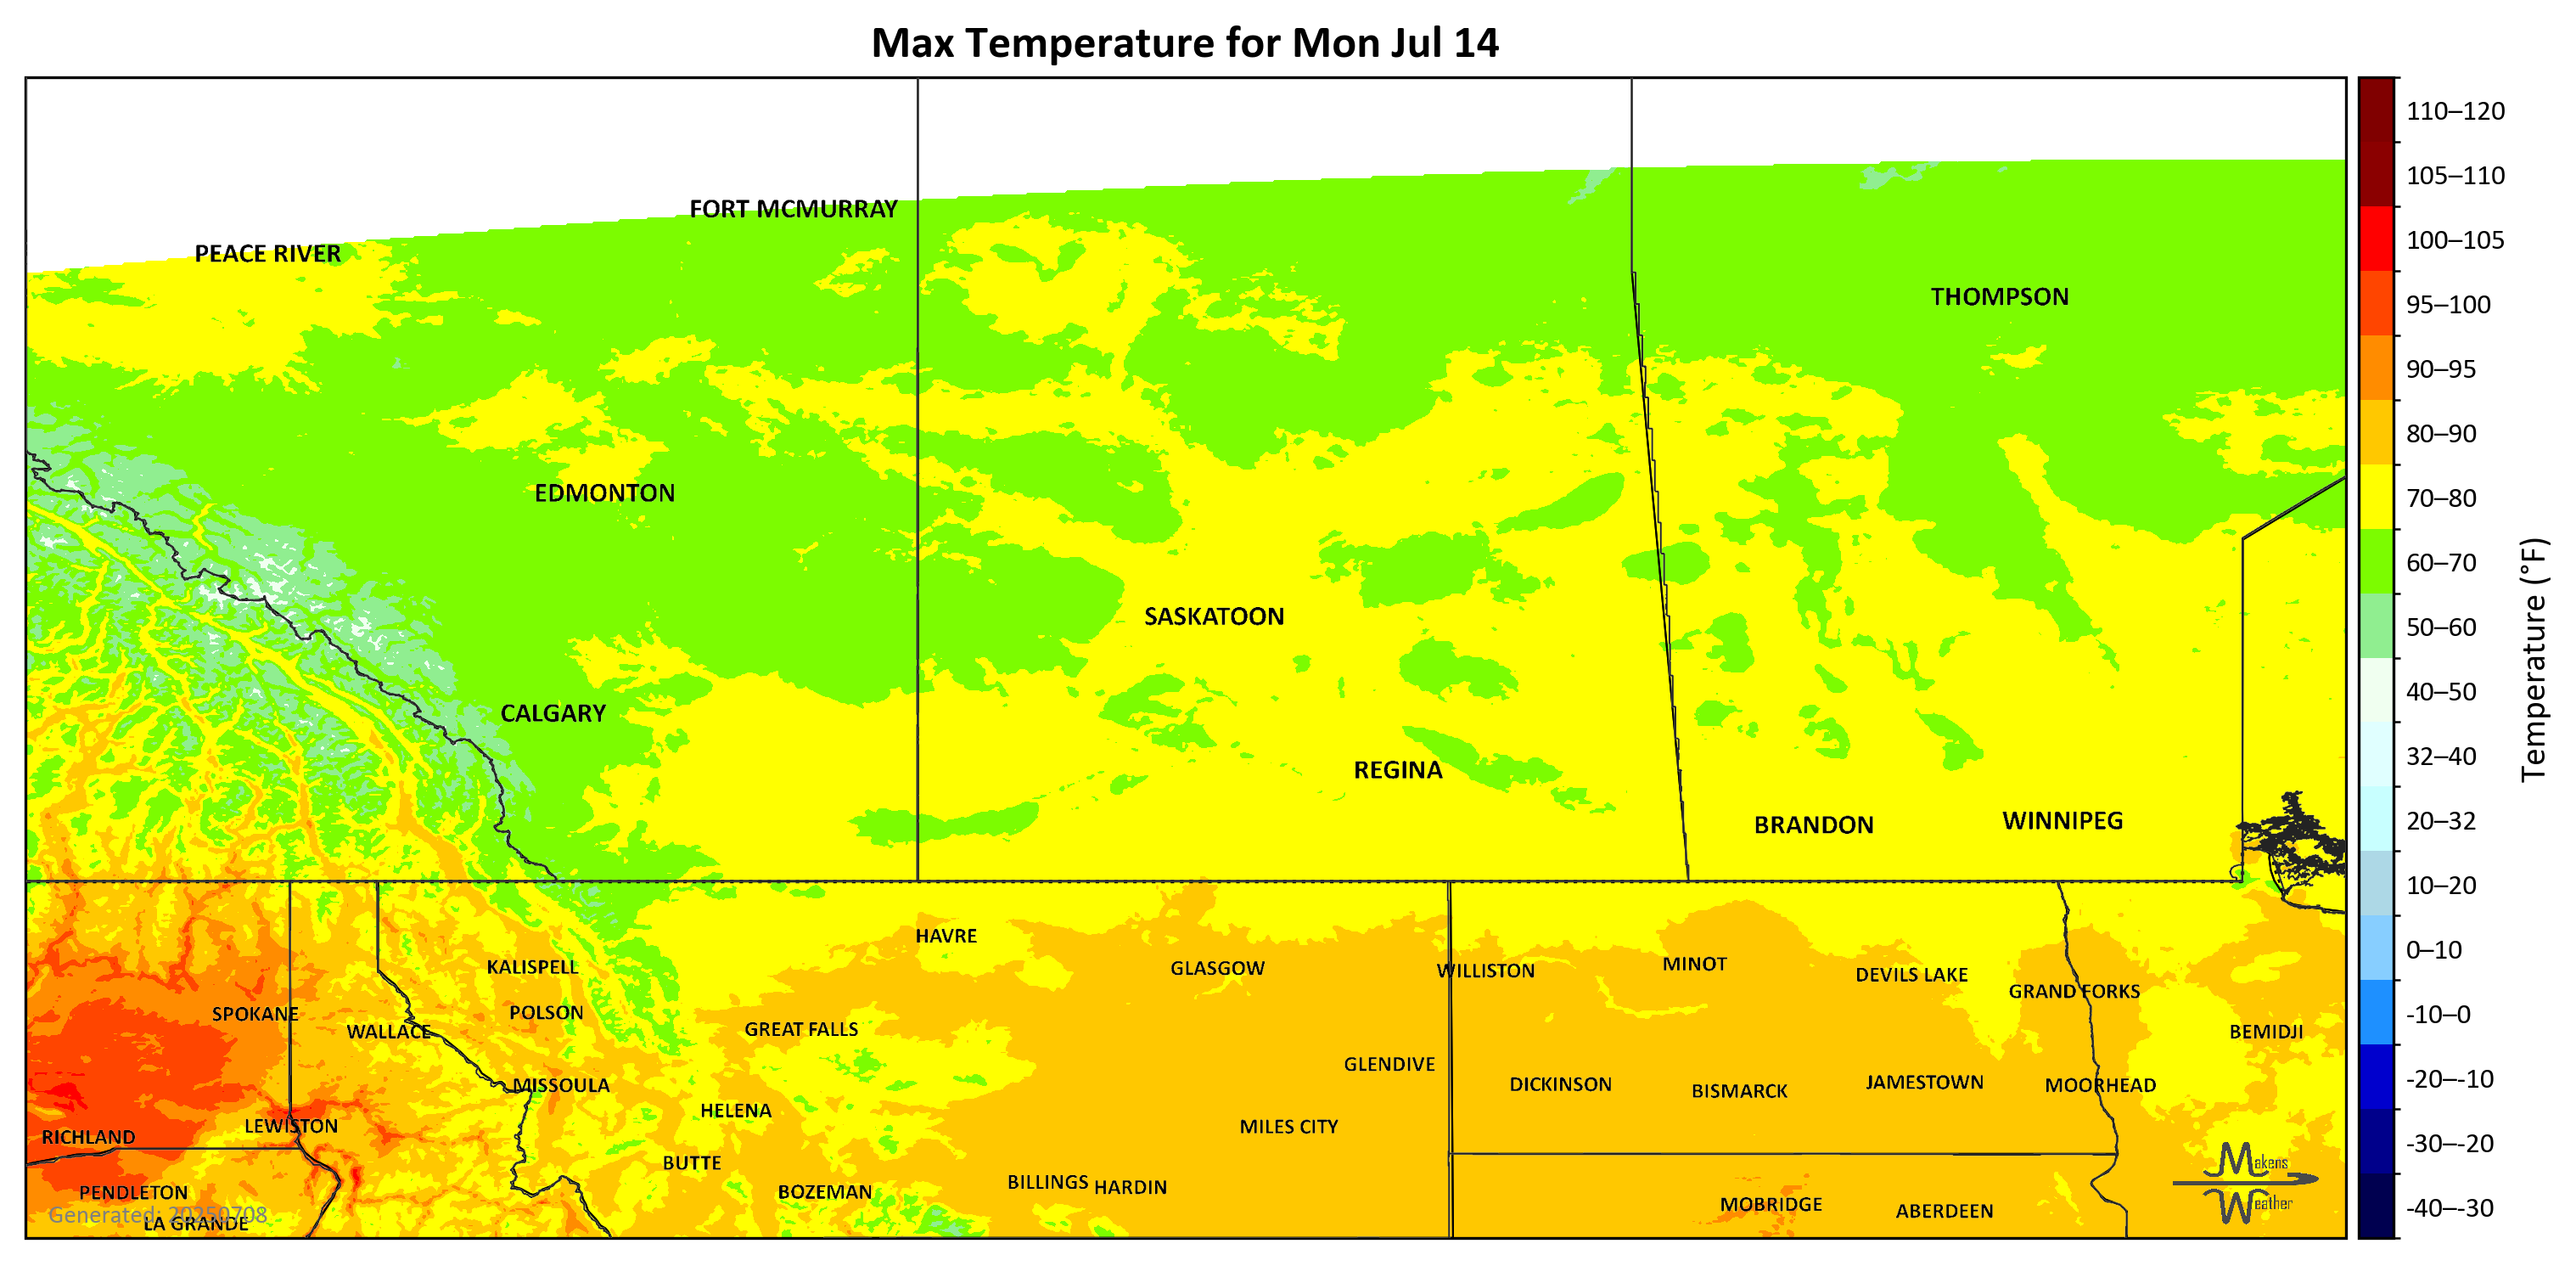 Max Temperature for Mon Jul 14
FORT MCMURRAY
PEACE RIVER
THOMPSON
EDMONTON
SASKATOON
CALGARY
REGINA
BRANDON
WINNIPEG
HAVRE
KALISPELL
GLASGOW
WILLISTON
MINOT
DEVILS LAKE
GRAND FORKS
SPOKANE
POLSON
WALLACE
GREAT FALLS
BEMIDJI
GLENDIVE
MISSOULA
DICKINSON
BISMARCK
JAMESTOWN
MOORHEAD
HELENA
LEWISTON
MILES CITY
RICHLAND
BUTTE
PENDLETON
BOZEMAN
BILLINGS
HARDIN
MOBRIDGE
ABERDEEN
Generated: 20250708
LA GRANDE
Makens
Weather
110–120
105–110
100–105
95–100
90–95
80–90
70–80
60–70
50–60
40–50
32–40
20–32
10–20
0–10
-10–0
-20–-10
-30–-20
-40–-30
Temperature (°F)